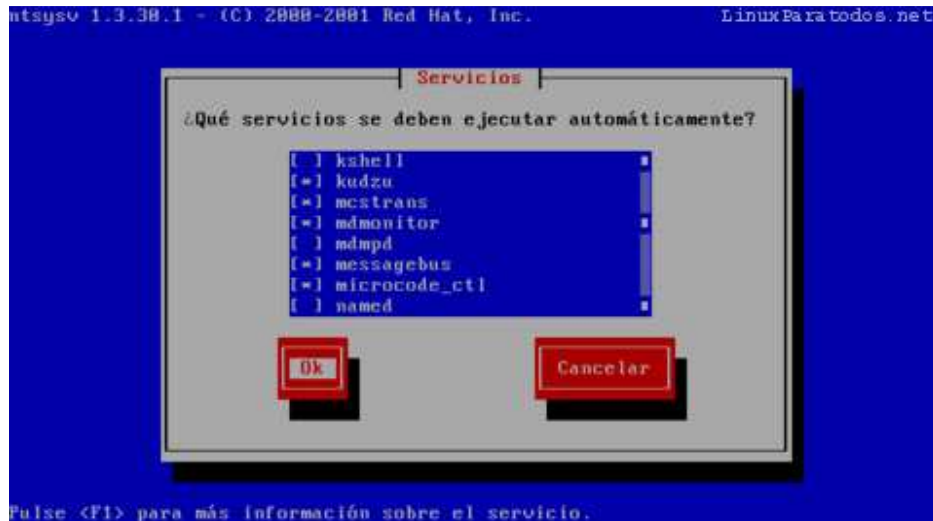 ntsysv 1.3.30.1 - (C) 2000-2001 Red Hat, Inc. LinuxParatodos.net
Servicios
¿Qué servicios se deben ejecutar automáticamente?
[ ] kshell
[*] kudzu
[*] mcstrans
[*] mdmonitor
[ ] mdmpd
[*] messagebus
[*] microcode_ctl
[ ] named
Ok Cancelar
Pulse <F1> para más información sobre el servicio.